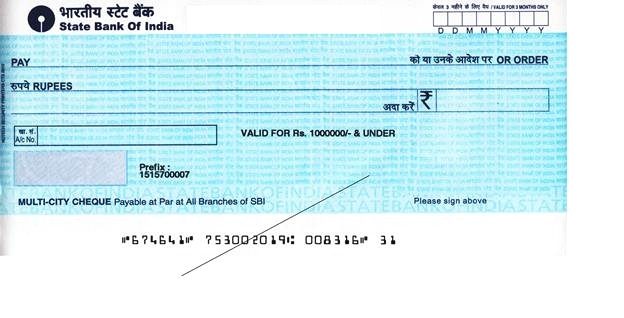 भारतीय स्टेट बैंक
State Bank Of India
केवल 3 महीने के लिए वैध / VALID FOR 3 MONTHS ONLY
D D M M Y Y Y Y
PAY को या उनके आदेश पर OR ORDER
रुपये RUPEES
अदा करें ₹
खा. सं.
A/c No.
VALID FOR Rs. 1000000/- & UNDER
Prefix :
1515700007
MULTI-CITY CHEQUE Payable at Par at All Branches of SBI
Please sign above
⑈674641⑈ 753002019⑆ 008316⑈ 31